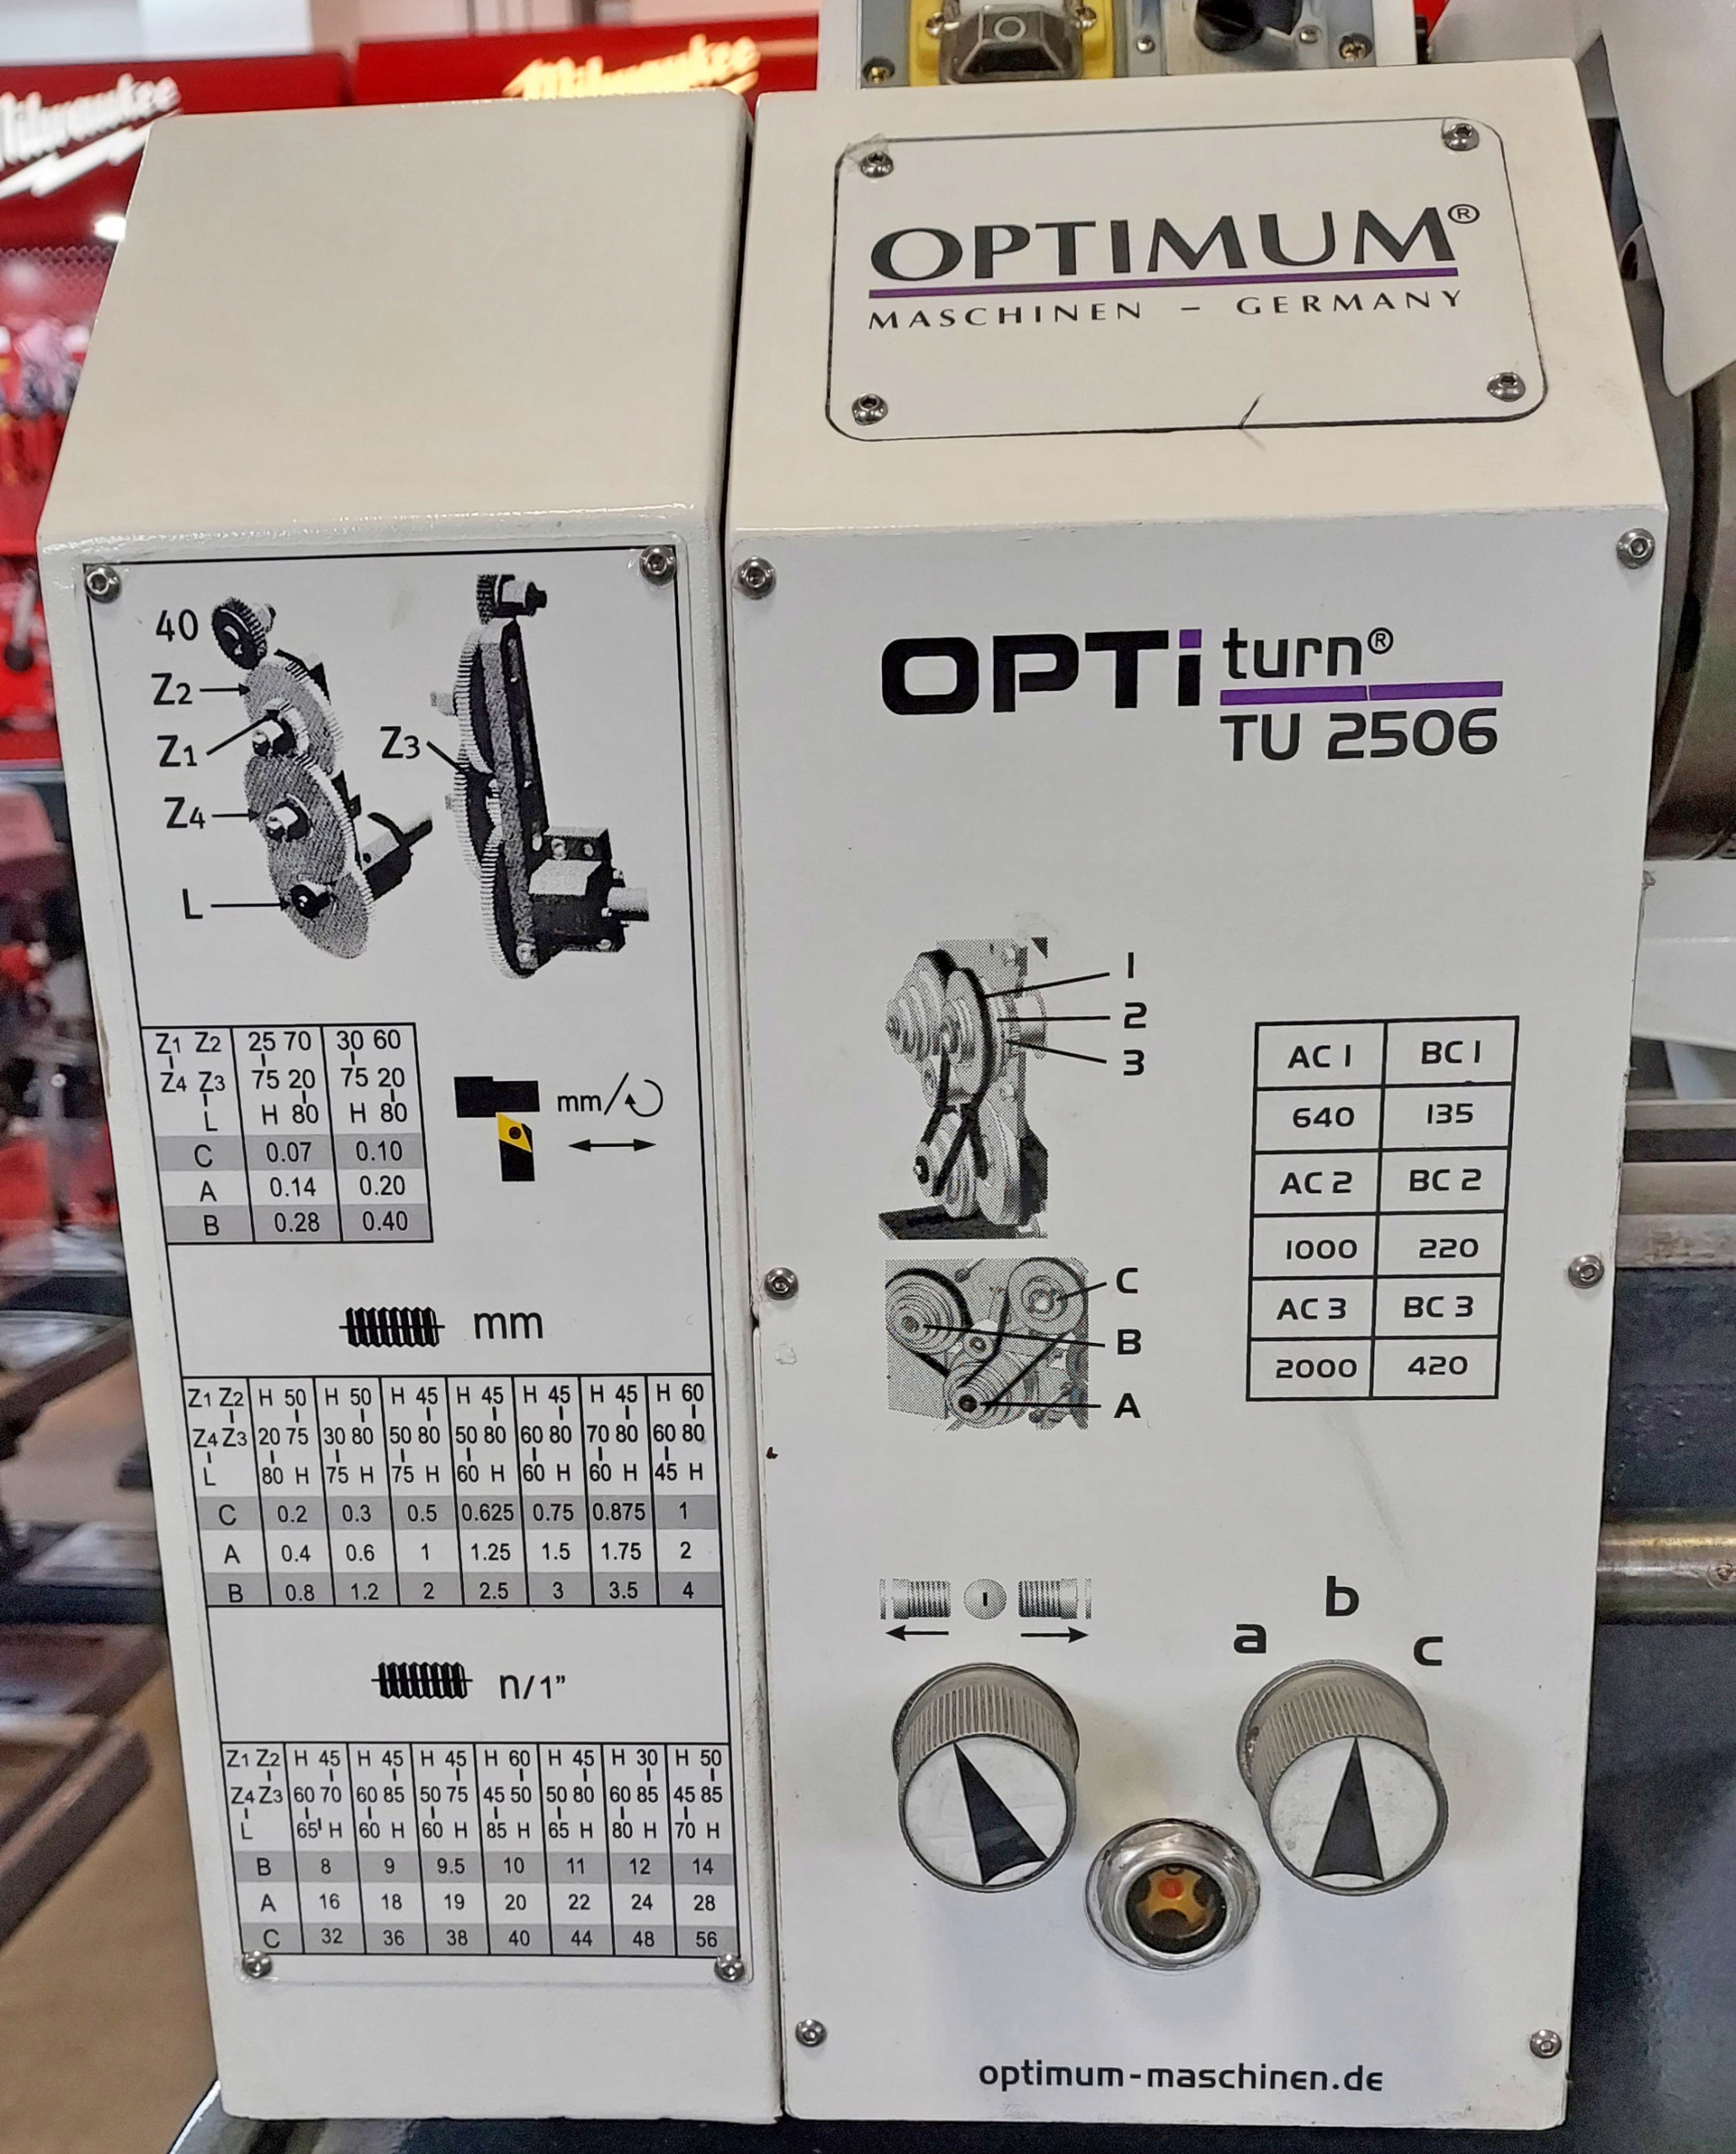 Milwaukee
Milwaukee
OPTIMUM®
MASCHINEN – GERMANY
40
Z2
Z1
Z3
Z4
L
Z1 Z2 25 70 30 60
Z4 Z3 75 20 75 20
L H 80 H 80
C 0.07 0.10
A 0.14 0.20
B 0.28 0.40
mm/
mm
Z1 Z2 H 50 H 50 H 45 H 45 H 45 H 45 H 60
Z4 Z3 20 75 30 80 50 80 50 80 60 80 70 80 60 80
L 80 H 75 H 75 H 60 H 60 H 60 H 45 H
C 0.2 0.3 0.5 0.625 0.75 0.875 1
A 0.4 0.6 1 1.25 1.5 1.75 2
B 0.8 1.2 2 2.5 3 3.5 4
n/1”
Z1 Z2 H 45 H 45 H 45 H 60 H 45 H 30 H 50
Z4 Z3 60 70 60 85 50 75 45 50 50 80 60 85 45 85
L 65 H 60 H 60 H 85 H 65 H 80 H 70 H
B 8 9 9.5 10 11 12 14
A 16 18 19 20 22 24 28
C 32 36 38 40 44 48 56
OPTi turn®
TU 2506
1
2
3
C
B
A
AC 1 BC 1
640 135
AC 2 BC 2
1000 220
AC 3 BC 3
2000 420
a b c
optimum-maschinen.de